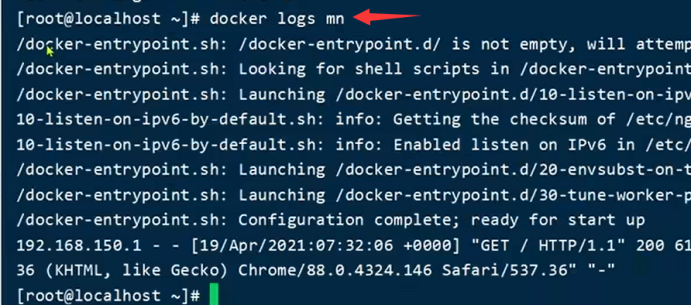 [root@localhost ~]# docker logs mn
/docker-entrypoint.sh: /docker-entrypoint.d/ is not empty, will attemp
/docker-entrypoint.sh: Looking for shell scripts in /docker-entrypoint
/docker-entrypoint.sh: Launching /docker-entrypoint.d/10-listen-on-ipv
10-listen-on-ipv6-by-default.sh: info: Getting the checksum of /etc/ng
10-listen-on-ipv6-by-default.sh: info: Enabled listen on IPv6 in /etc/
/docker-entrypoint.sh: Launching /docker-entrypoint.d/20-envsubst-on-t
/docker-entrypoint.sh: Launching /docker-entrypoint.d/30-tune-worker-p
/docker-entrypoint.sh: Configuration complete; ready for start up
192.168.150.1 - - [19/Apr/2021:07:32:06 +0000] "GET / HTTP/1.1" 200 61
36 (KHTML, like Gecko) Chrome/88.0.4324.146 Safari/537.36" "-"
[root@localhost ~]#